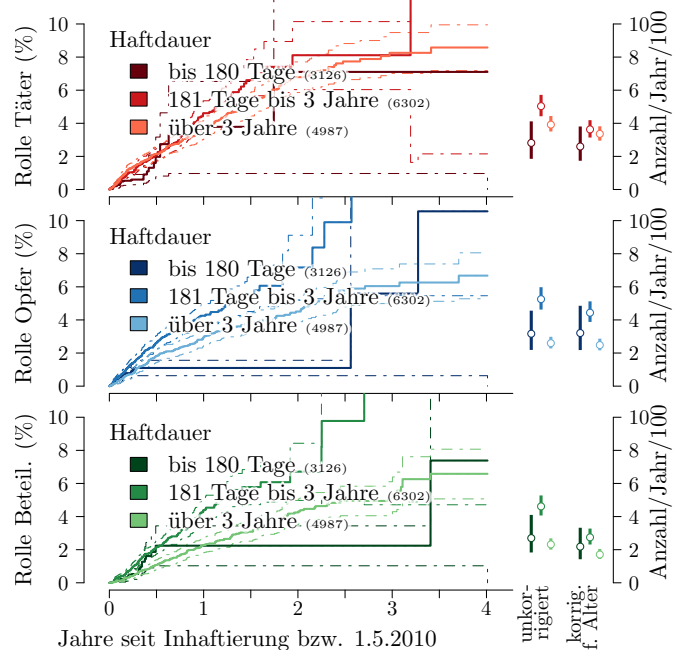 Rolle Täter (%)
10
8
6
4
2
0
Haftdauer
bis 180 Tage (3126)
181 Tage bis 3 Jahre (6302)
über 3 Jahre (4987)
10
8
6
4
2
0
Anzahl/Jahr/100
Rolle Opfer (%)
10
8
6
4
2
0
Haftdauer
bis 180 Tage (3126)
181 Tage bis 3 Jahre (6302)
über 3 Jahre (4987)
10
8
6
4
2
0
Anzahl/Jahr/100
Rolle Beteil. (%)
10
8
6
4
2
0
Haftdauer
bis 180 Tage (3126)
181 Tage bis 3 Jahre (6302)
über 3 Jahre (4987)
10
8
6
4
2
0
Anzahl/Jahr/100
0 1 2 3 4
Jahre seit Inhaftierung bzw. 1.5.2010
unkor-
rigiert
korrig.
f. Alter